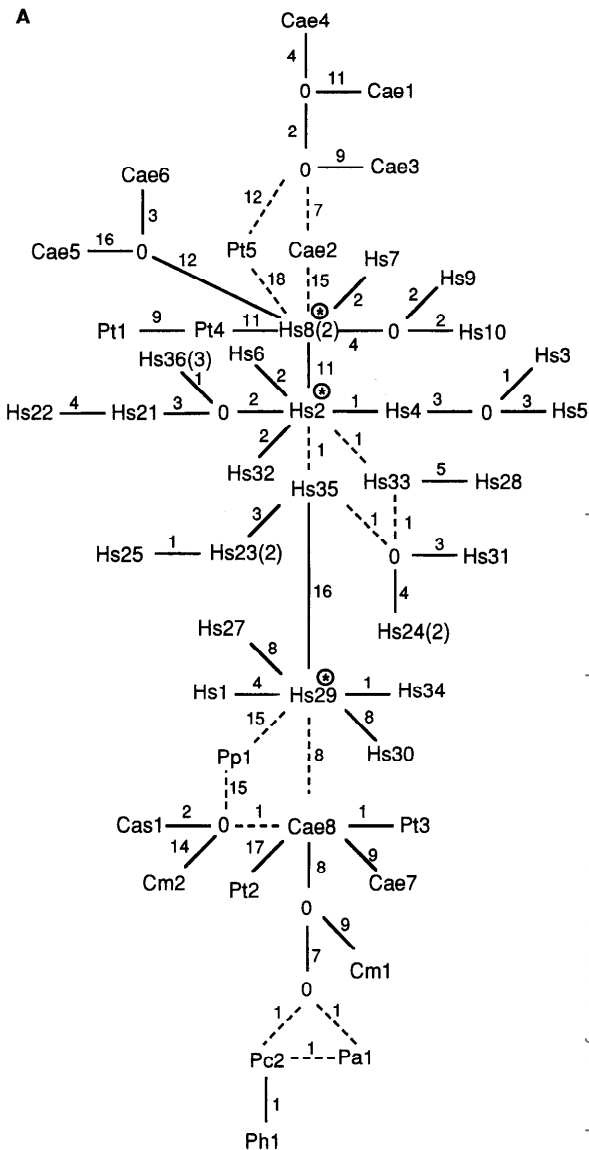 A
Cae4
4
0 11 Cae1
2
0 9 Cae3
Cae6
12
7
3
Cae5 16 0
12
Pt5
Cae2
Hs7
18
15
2
Hs9
2
Pt1 9 Pt4 11 Hs8(2) 4 0 2 Hs10
Hs36(3)
Hs6
11
Hs3
1
2
1
Hs22 4 Hs21 3 0 2 Hs2 1 Hs4 3 0 3 Hs5
2
1
1
Hs32
Hs35
Hs33 5 Hs28
3
1
1
Hs25 1 Hs23(2)
0 3 Hs31
16
4
Hs24(2)
Hs27
8
Hs1 4 Hs29 1 Hs34
15
8
8
Pp1
Hs30
15
Cas1 2 0 1 Cae8 1 Pt3
14
17
8
9
Cm2
Pt2
Cae7
0
9
7
Cm1
0
1
1
Pc2 1 Pa1
1
Ph1